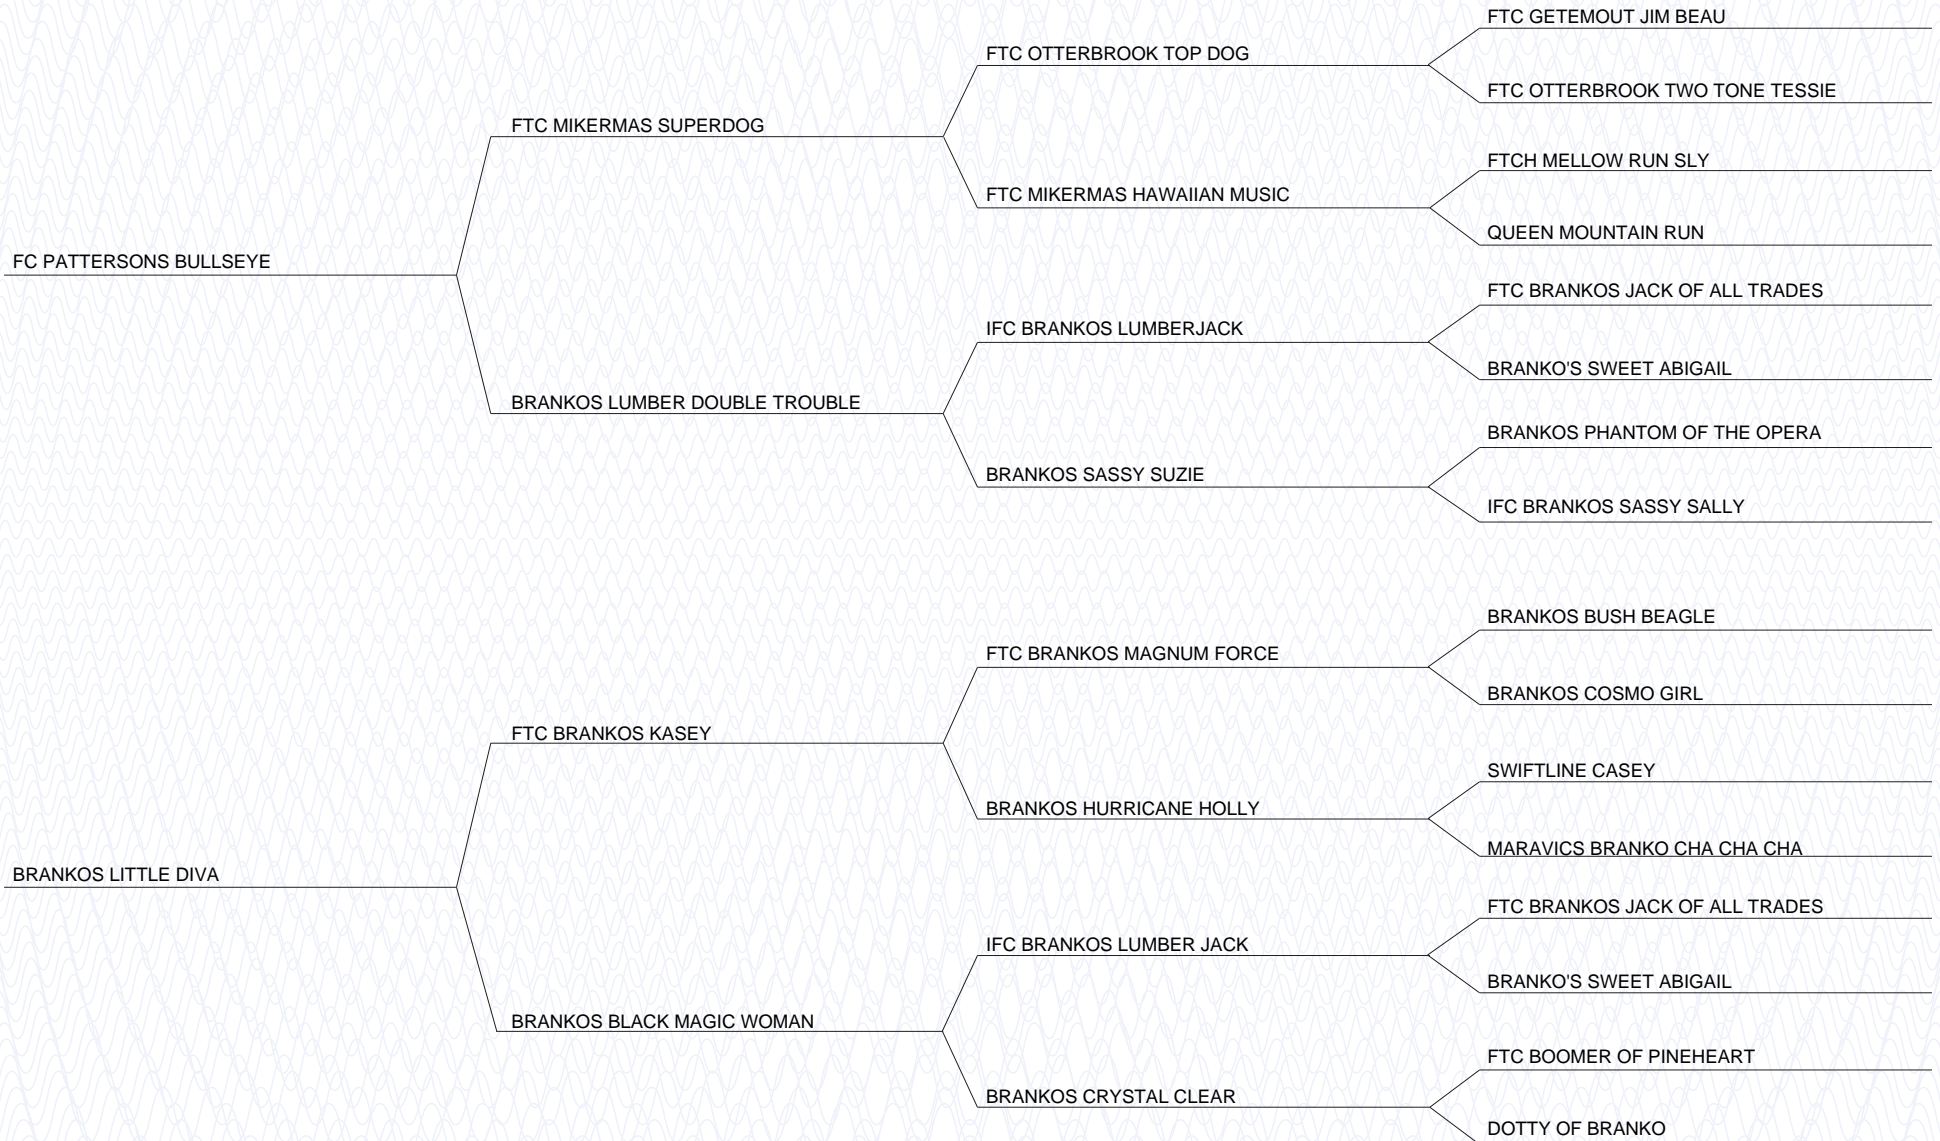 FTC GETEMOUT JIM BEAU
FTC OTTERBROOK TOP DOG
FTC OTTERBROOK TWO TONE TESSIE
FTC MIKERMAS SUPERDOG
FTCH MELLOW RUN SLY
FTC MIKERMAS HAWAIIAN MUSIC
QUEEN MOUNTAIN RUN
FC PATTERSONS BULLSEYE
FTC BRANKOS JACK OF ALL TRADES
IFC BRANKOS LUMBERJACK
BRANKO'S SWEET ABIGAIL
BRANKOS LUMBER DOUBLE TROUBLE
BRANKOS PHANTOM OF THE OPERA
BRANKOS SASSY SUZIE
IFC BRANKOS SASSY SALLY
BRANKOS BUSH BEAGLE
FTC BRANKOS MAGNUM FORCE
BRANKOS COSMO GIRL
FTC BRANKOS KASEY
SWIFTLINE CASEY
BRANKOS HURRICANE HOLLY
MARAVICS BRANKO CHA CHA CHA
BRANKOS LITTLE DIVA
FTC BRANKOS JACK OF ALL TRADES
IFC BRANKOS LUMBER JACK
BRANKO'S SWEET ABIGAIL
BRANKOS BLACK MAGIC WOMAN
FTC BOOMER OF PINEHEART
BRANKOS CRYSTAL CLEAR
DOTTY OF BRANKO